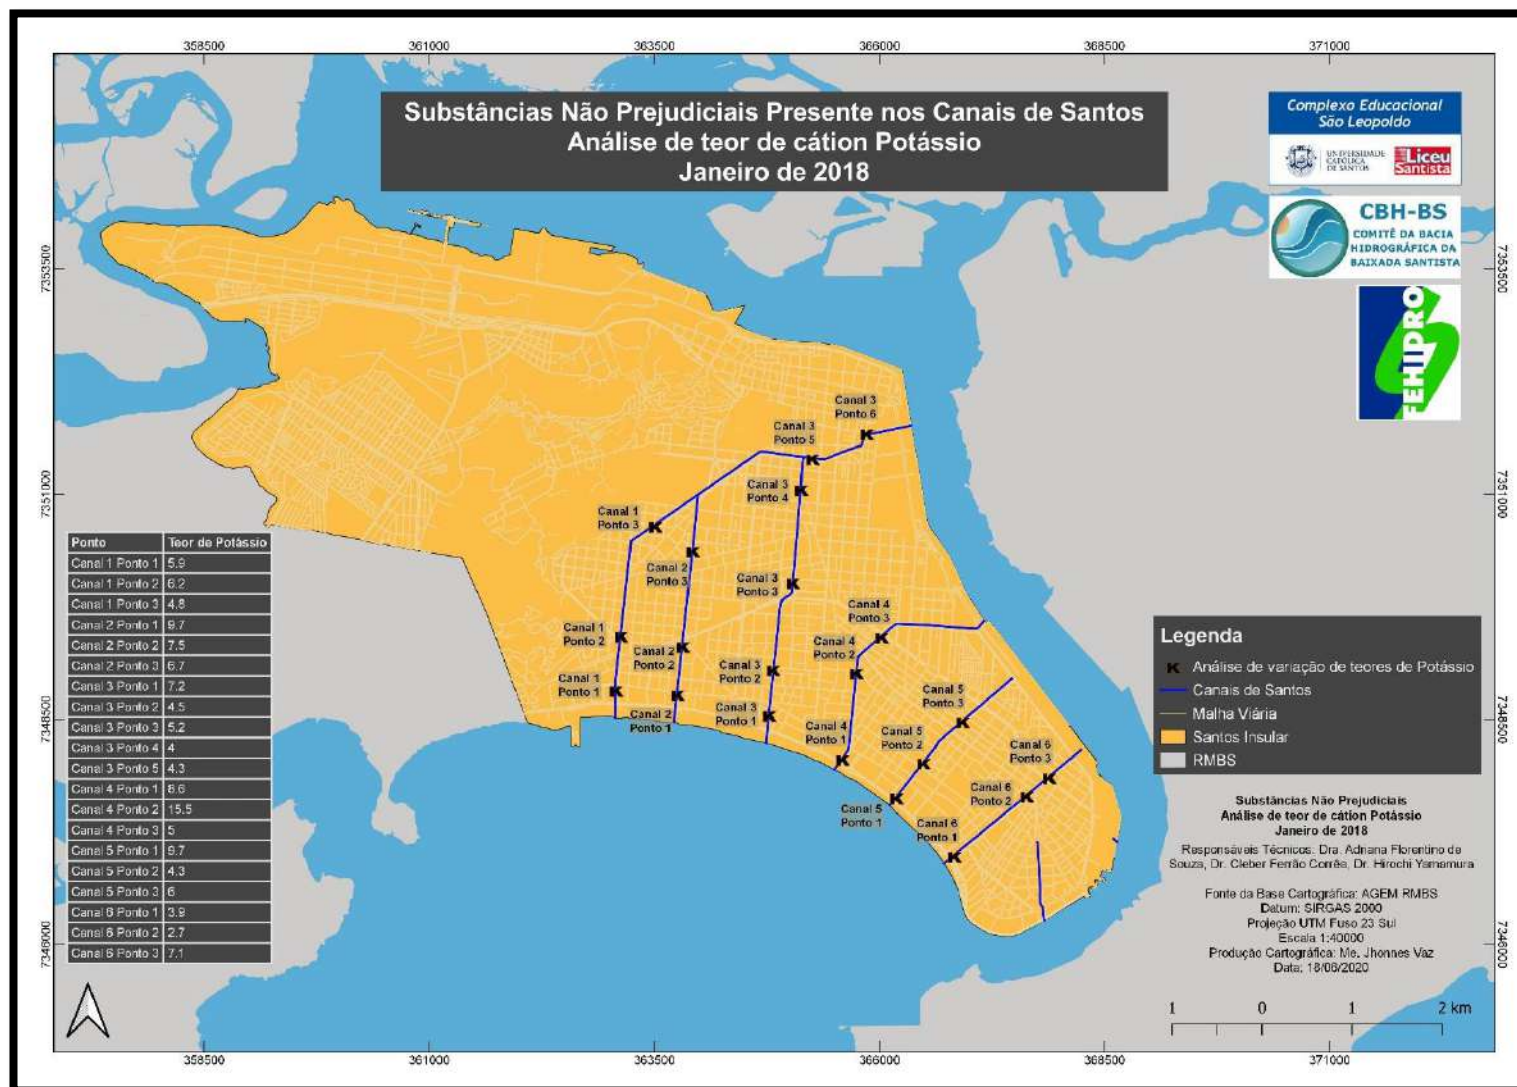 358500 361000 363500 366000 368500 371000
Substâncias Não Prejudiciais Presente nos Canais de Santos
Análise de teor de cátion Potássio
Janeiro de 2018
Complexo Educacional
São Leopoldo
UNIVERSIDADE
CATÓLICA
DE SANTOS
Liceu
Santista
CBH-BS
COMITÊ DA BACIA
HIDROGRÁFICA DA
BAIXADA SANTISTA
FEHIPRO
7353500
7353500
7351000
7351000
7348500
7348500
7346000
7346000
Canal 3
Ponto 6
Canal 3
Ponto 5
Canal 3
Ponto 4
Canal 1
Ponto 3
Canal 2
Ponto 3
Canal 3
Ponto 3
Canal 4
Ponto 3
Canal 1
Ponto 2
Canal 2
Ponto 2
Canal 3
Ponto 2
Canal 4
Ponto 2
Canal 1
Ponto 1
Canal 2
Ponto 1
Canal 3
Ponto 1
Canal 4
Ponto 1
Canal 5
Ponto 3
Canal 5
Ponto 2
Canal 5
Ponto 1
Canal 6
Ponto 3
Canal 6
Ponto 2
Canal 6
Ponto 1
Ponto Teor de Potássio
Canal 1 Ponto 1 5.9
Canal 1 Ponto 2 6.2
Canal 1 Ponto 3 4.8
Canal 2 Ponto 1 9.7
Canal 2 Ponto 2 7.5
Canal 2 Ponto 3 6.7
Canal 3 Ponto 1 7.2
Canal 3 Ponto 2 4.5
Canal 3 Ponto 3 5.2
Canal 3 Ponto 4 4
Canal 3 Ponto 5 4.3
Canal 4 Ponto 1 8.6
Canal 4 Ponto 2 15.5
Canal 4 Ponto 3 5
Canal 5 Ponto 1 9.7
Canal 5 Ponto 2 4.3
Canal 5 Ponto 3 6
Canal 6 Ponto 1 3.9
Canal 6 Ponto 2 2.7
Canal 6 Ponto 3 7.1
Legenda
K Análise de variação de teores de Potássio
Canais de Santos
Malha Viária
Santos Insular
RMBS
Substâncias Não Prejudiciais
Análise de teor de cátion Potássio
Janeiro de 2018
Responsáveis Técnicos: Dra. Adriana Florentino de
Souza, Dr. Cleber Ferrão Corrêa, Dr. Hirochi Yamamura
Fonte da Base Cartográfica: AGEM RMBS
Datum: SIRGAS 2000
Projeção UTM Fuso 23 Sul
Escala 1:40000
Produção Cartográfica: Me. Jhonnes Vaz
Data: 18/06/2020
1 0 1 2 km
358500 361000 363500 366000 368500 371000